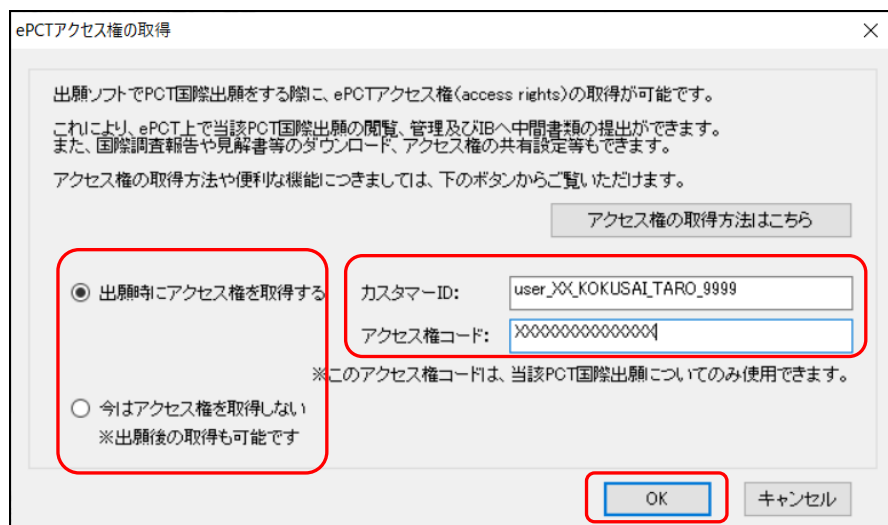 ePCTアクセス権の取得
出願ソフトでPCT国際出願をする際に、ePCTアクセス権(access rights)の取得が可能です。
これにより、ePCT上で当該PCT国際出願の閲覧、管理及びIBへ中間書類の提出ができます。
また、国際調査報告や見解書等のダウンロード、アクセス権の共有設定等もできます。
アクセス権の取得方法や便利な機能につきましては、下のボタンからご覧いただけます。
アクセス権の取得方法はこちら
出願時にアクセス権を取得する
カスタマーID: user_XX_KOKUSAI_TARO_9999
アクセス権コード: XXXXXXXXXXXXXXX
※このアクセス権コードは、当該PCT国際出願についてのみ使用できます。
今はアクセス権を取得しない
※出願後の取得も可能です
OK キャンセル